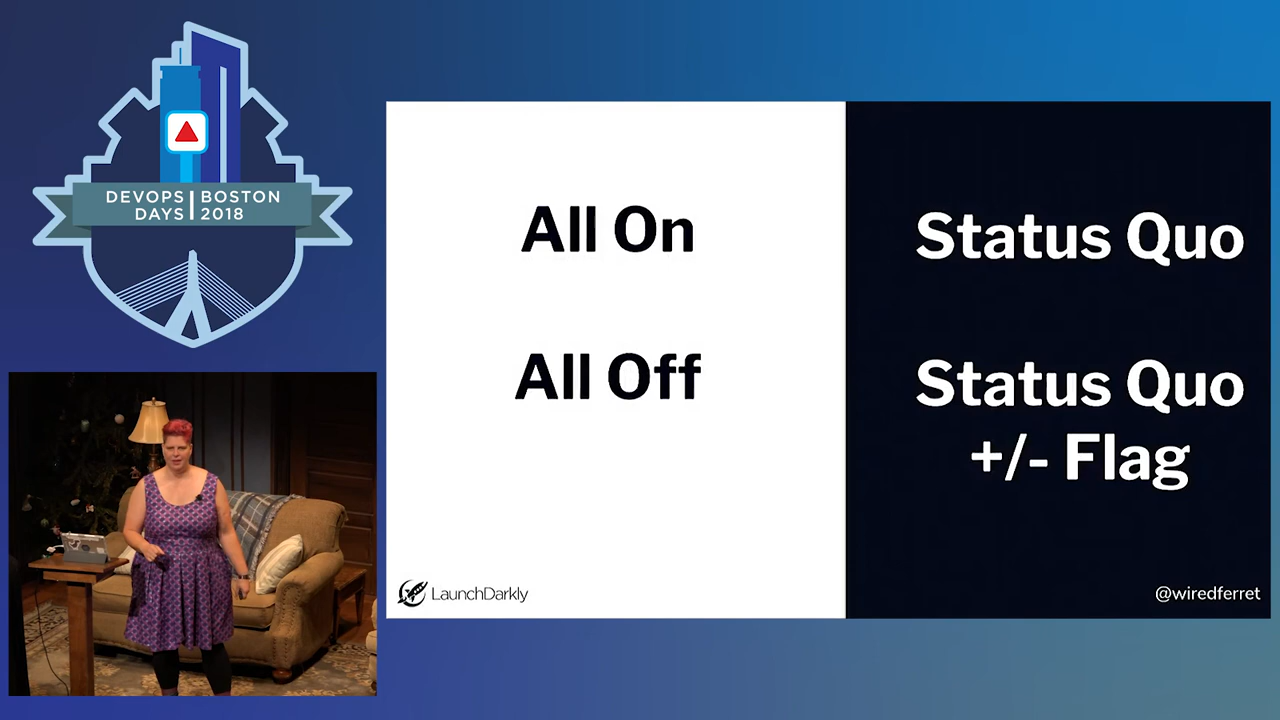 DEVOPS BOSTON
DAYS 2018
All On
All Off
Status Quo
Status Quo
+/- Flag
LaunchDarkly
@wiredferret